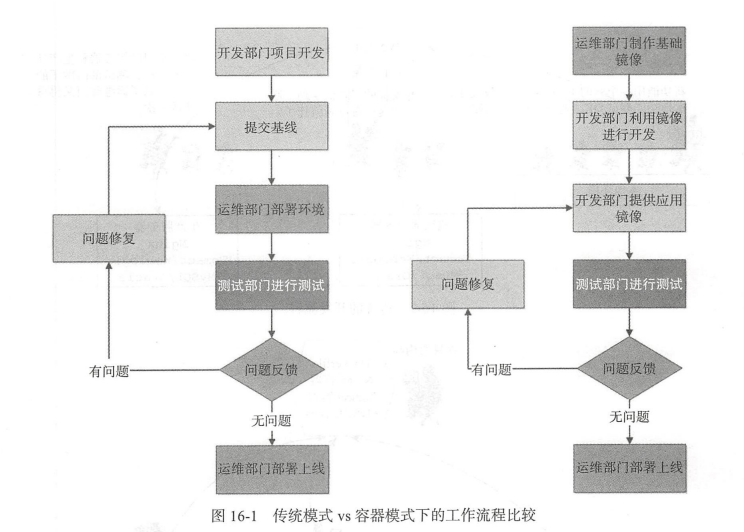 开发部门项目开发
提交基线
运维部门部署环境
问题修复
测试部门进行测试
有问题
问题反馈
无问题
运维部门部署上线
运维部门制作基础
镜像
开发部门利用镜像
进行开发
开发部门提供应用
镜像
问题修复
测试部门进行测试
有问题
问题反馈
无问题
运维部门部署上线
图 16-1 传统模式 vs 容器模式下的工作流程比较